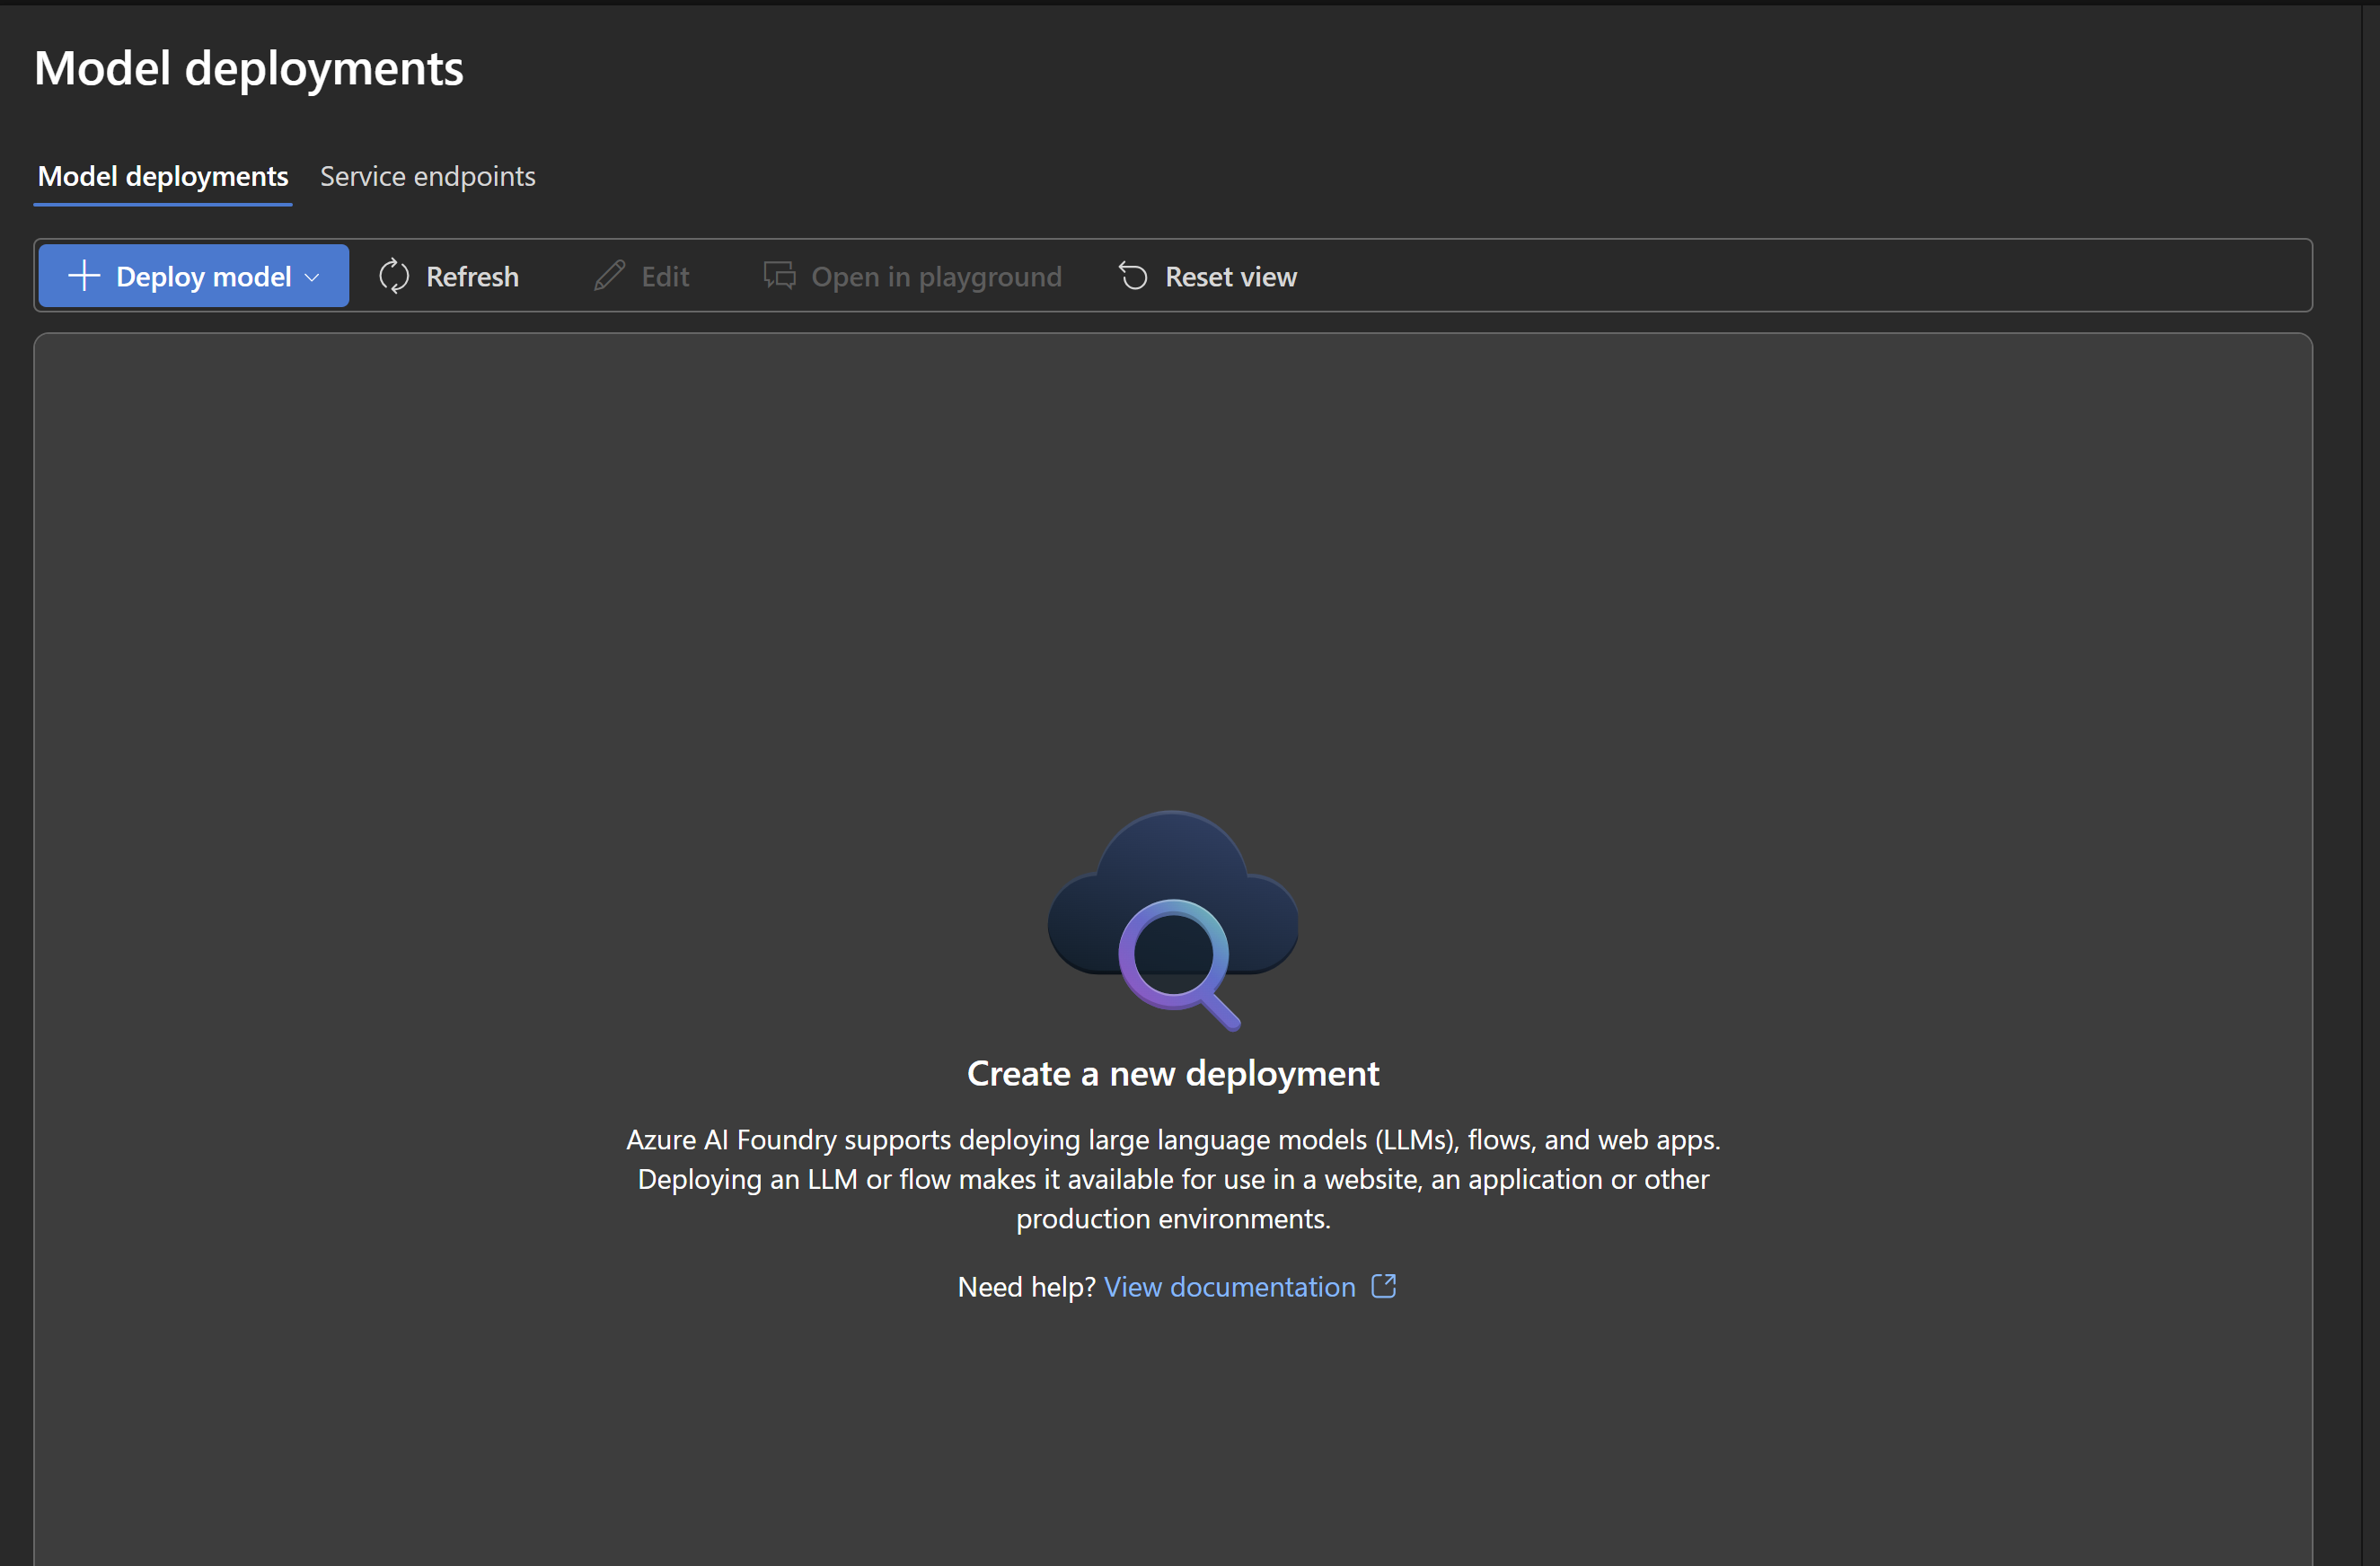 Model deployments
Model deployments Service endpoints
Deploy model Refresh Edit Open in playground Reset view
Create a new deployment
Azure AI Foundry supports deploying large language models (LLMs), flows, and web apps.
Deploying an LLM or flow makes it available for use in a website, an application or other
production environments.
Need help? View documentation